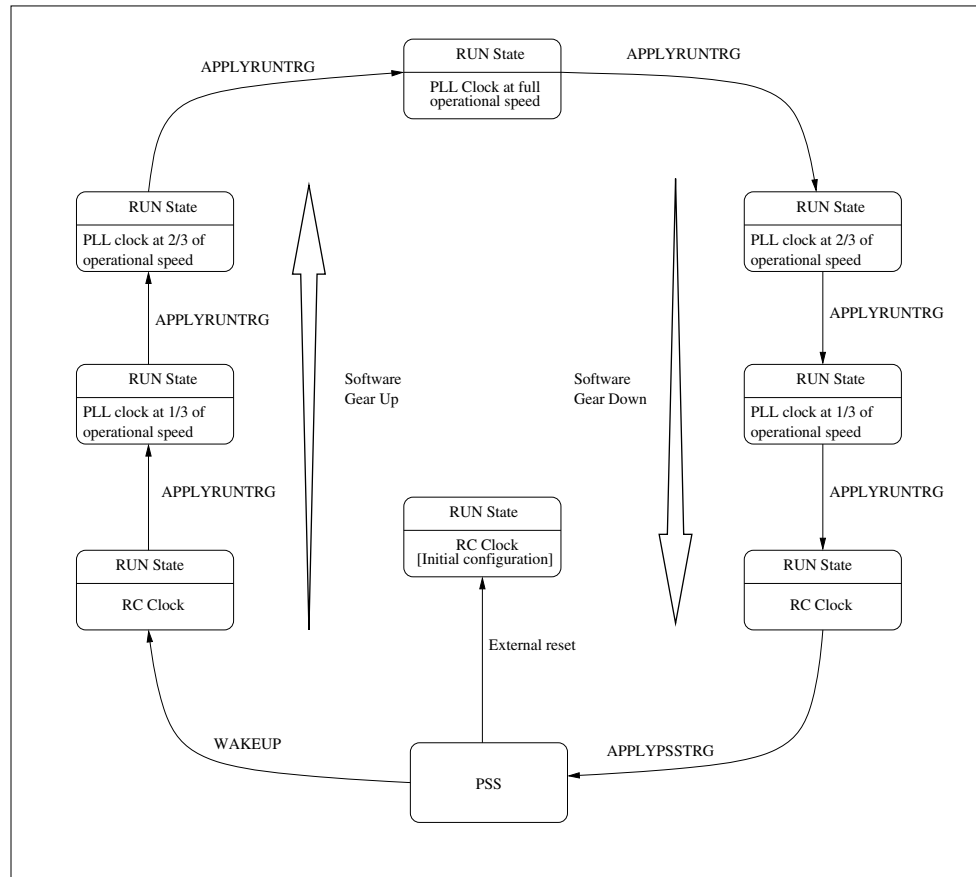 RUN State
PLL Clock at full
operational speed
APPLYRUNTRG
APPLYRUNTRG
RUN State
PLL clock at 2/3 of
operational speed
RUN State
PLL clock at 2/3 of
operational speed
APPLYRUNTRG
APPLYRUNTRG
RUN State
PLL clock at 1/3 of
operational speed
Software
Gear Up
Software
Gear Down
RUN State
PLL clock at 1/3 of
operational speed
APPLYRUNTRG
APPLYRUNTRG
RUN State
RC Clock
RUN State
RC Clock
[Initial configuration]
RUN State
RC Clock
External reset
WAKEUP
APPLYPSSTRG
PSS